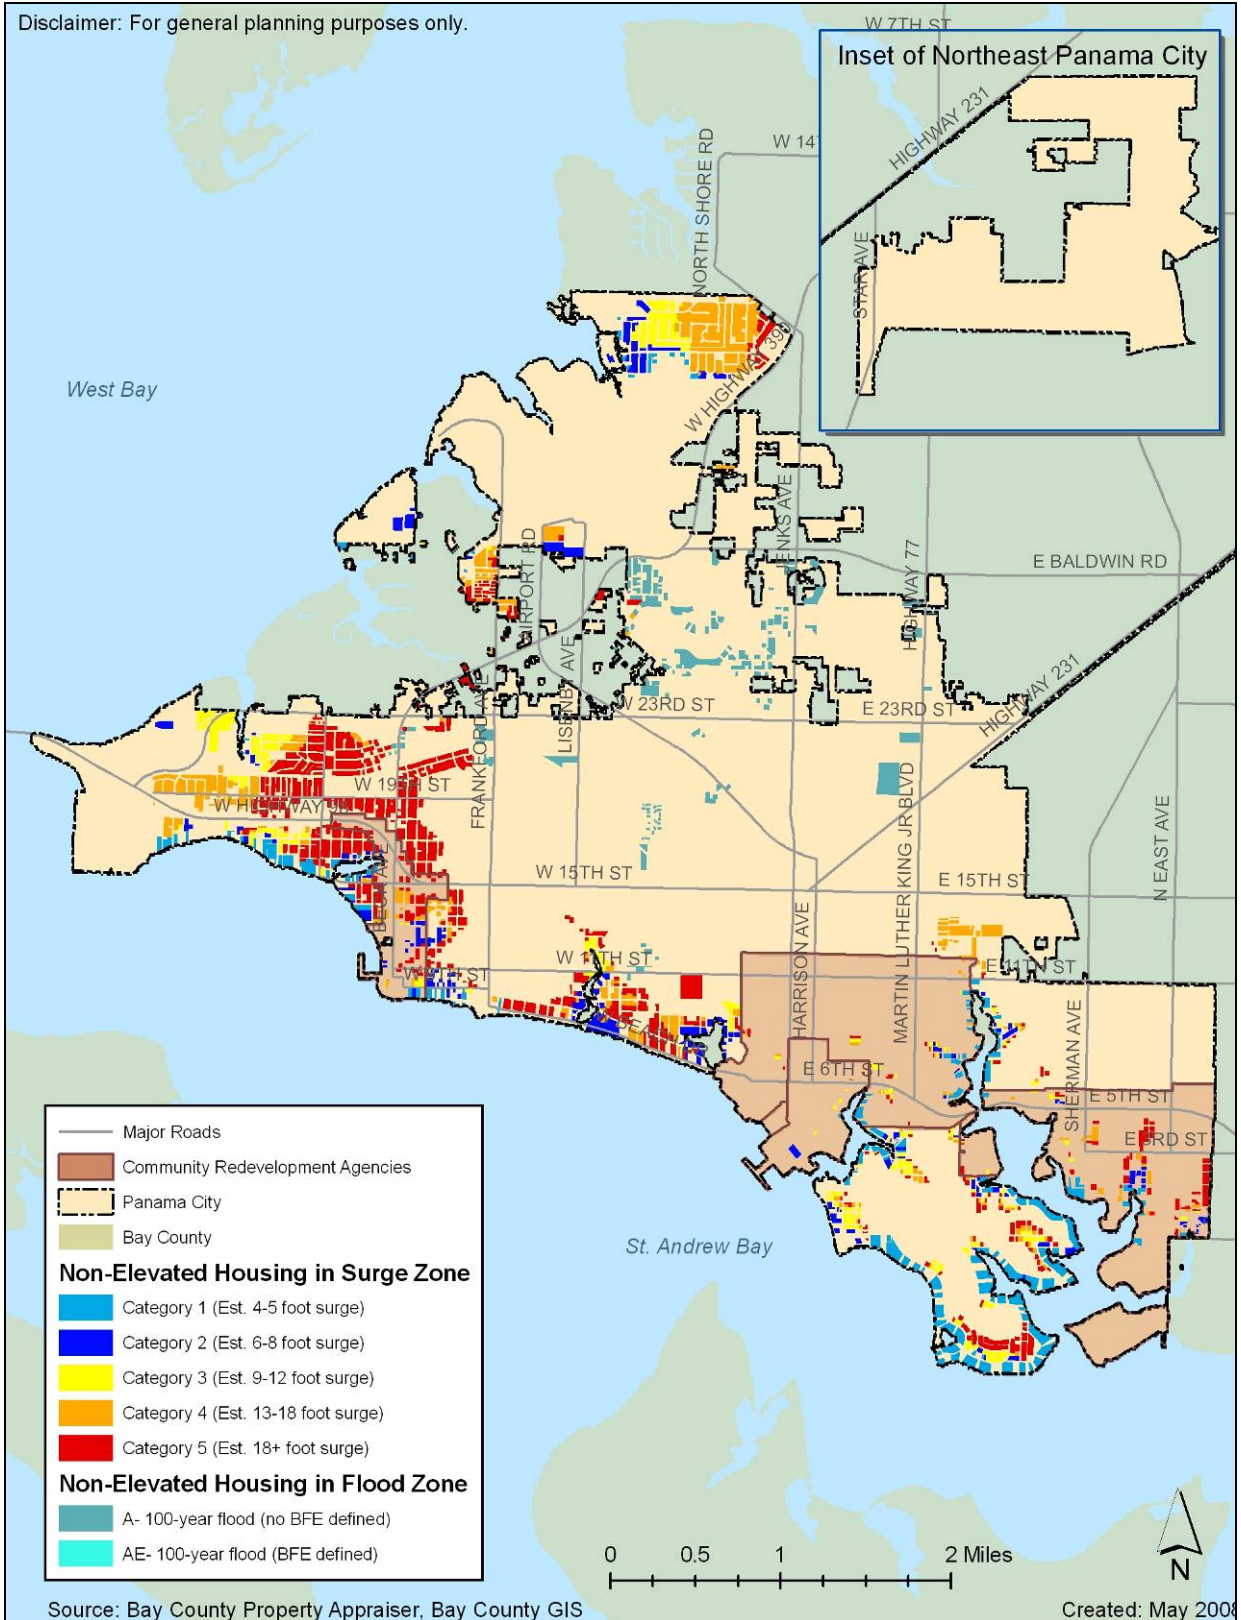 Disclaimer: For general planning purposes only.
W 7TH ST
Inset of Northeast Panama City
HIGHWAY 231
STAR AVE
W 14T
NORTH SHORE RD
W HIGHWAY 390
West Bay
JENKS AVE
HIGHWAY 77
E BALDWIN RD
AIRPORT RD
LISENBY AVE
FRANKFORD AVE
W 23RD ST
E 23RD ST
HIGHWAY 231
W 19TH ST
W HIGHWAY 98
BECK AVE
W 15TH ST
E 15TH ST
N EAST AVE
MARTIN LUTHER KING JR BLVD
HARRISON AVE
W 11TH ST
E 11TH ST
W 9TH ST
W BEACH
SHERMAN AVE
E 6TH ST
E 5TH ST
E 3RD ST
St. Andrew Bay
Major Roads
Community Redevelopment Agencies
Panama City
Bay County
Non-Elevated Housing in Surge Zone
Category 1 (Est. 4-5 foot surge)
Category 2 (Est. 6-8 foot surge)
Category 3 (Est. 9-12 foot surge)
Category 4 (Est. 13-18 foot surge)
Category 5 (Est. 18+ foot surge)
Non-Elevated Housing in Flood Zone
A- 100-year flood (no BFE defined)
AE- 100-year flood (BFE defined)
0 0.5 1 2 Miles
N
Source: Bay County Property Appraiser, Bay County GIS
Created: May 2008